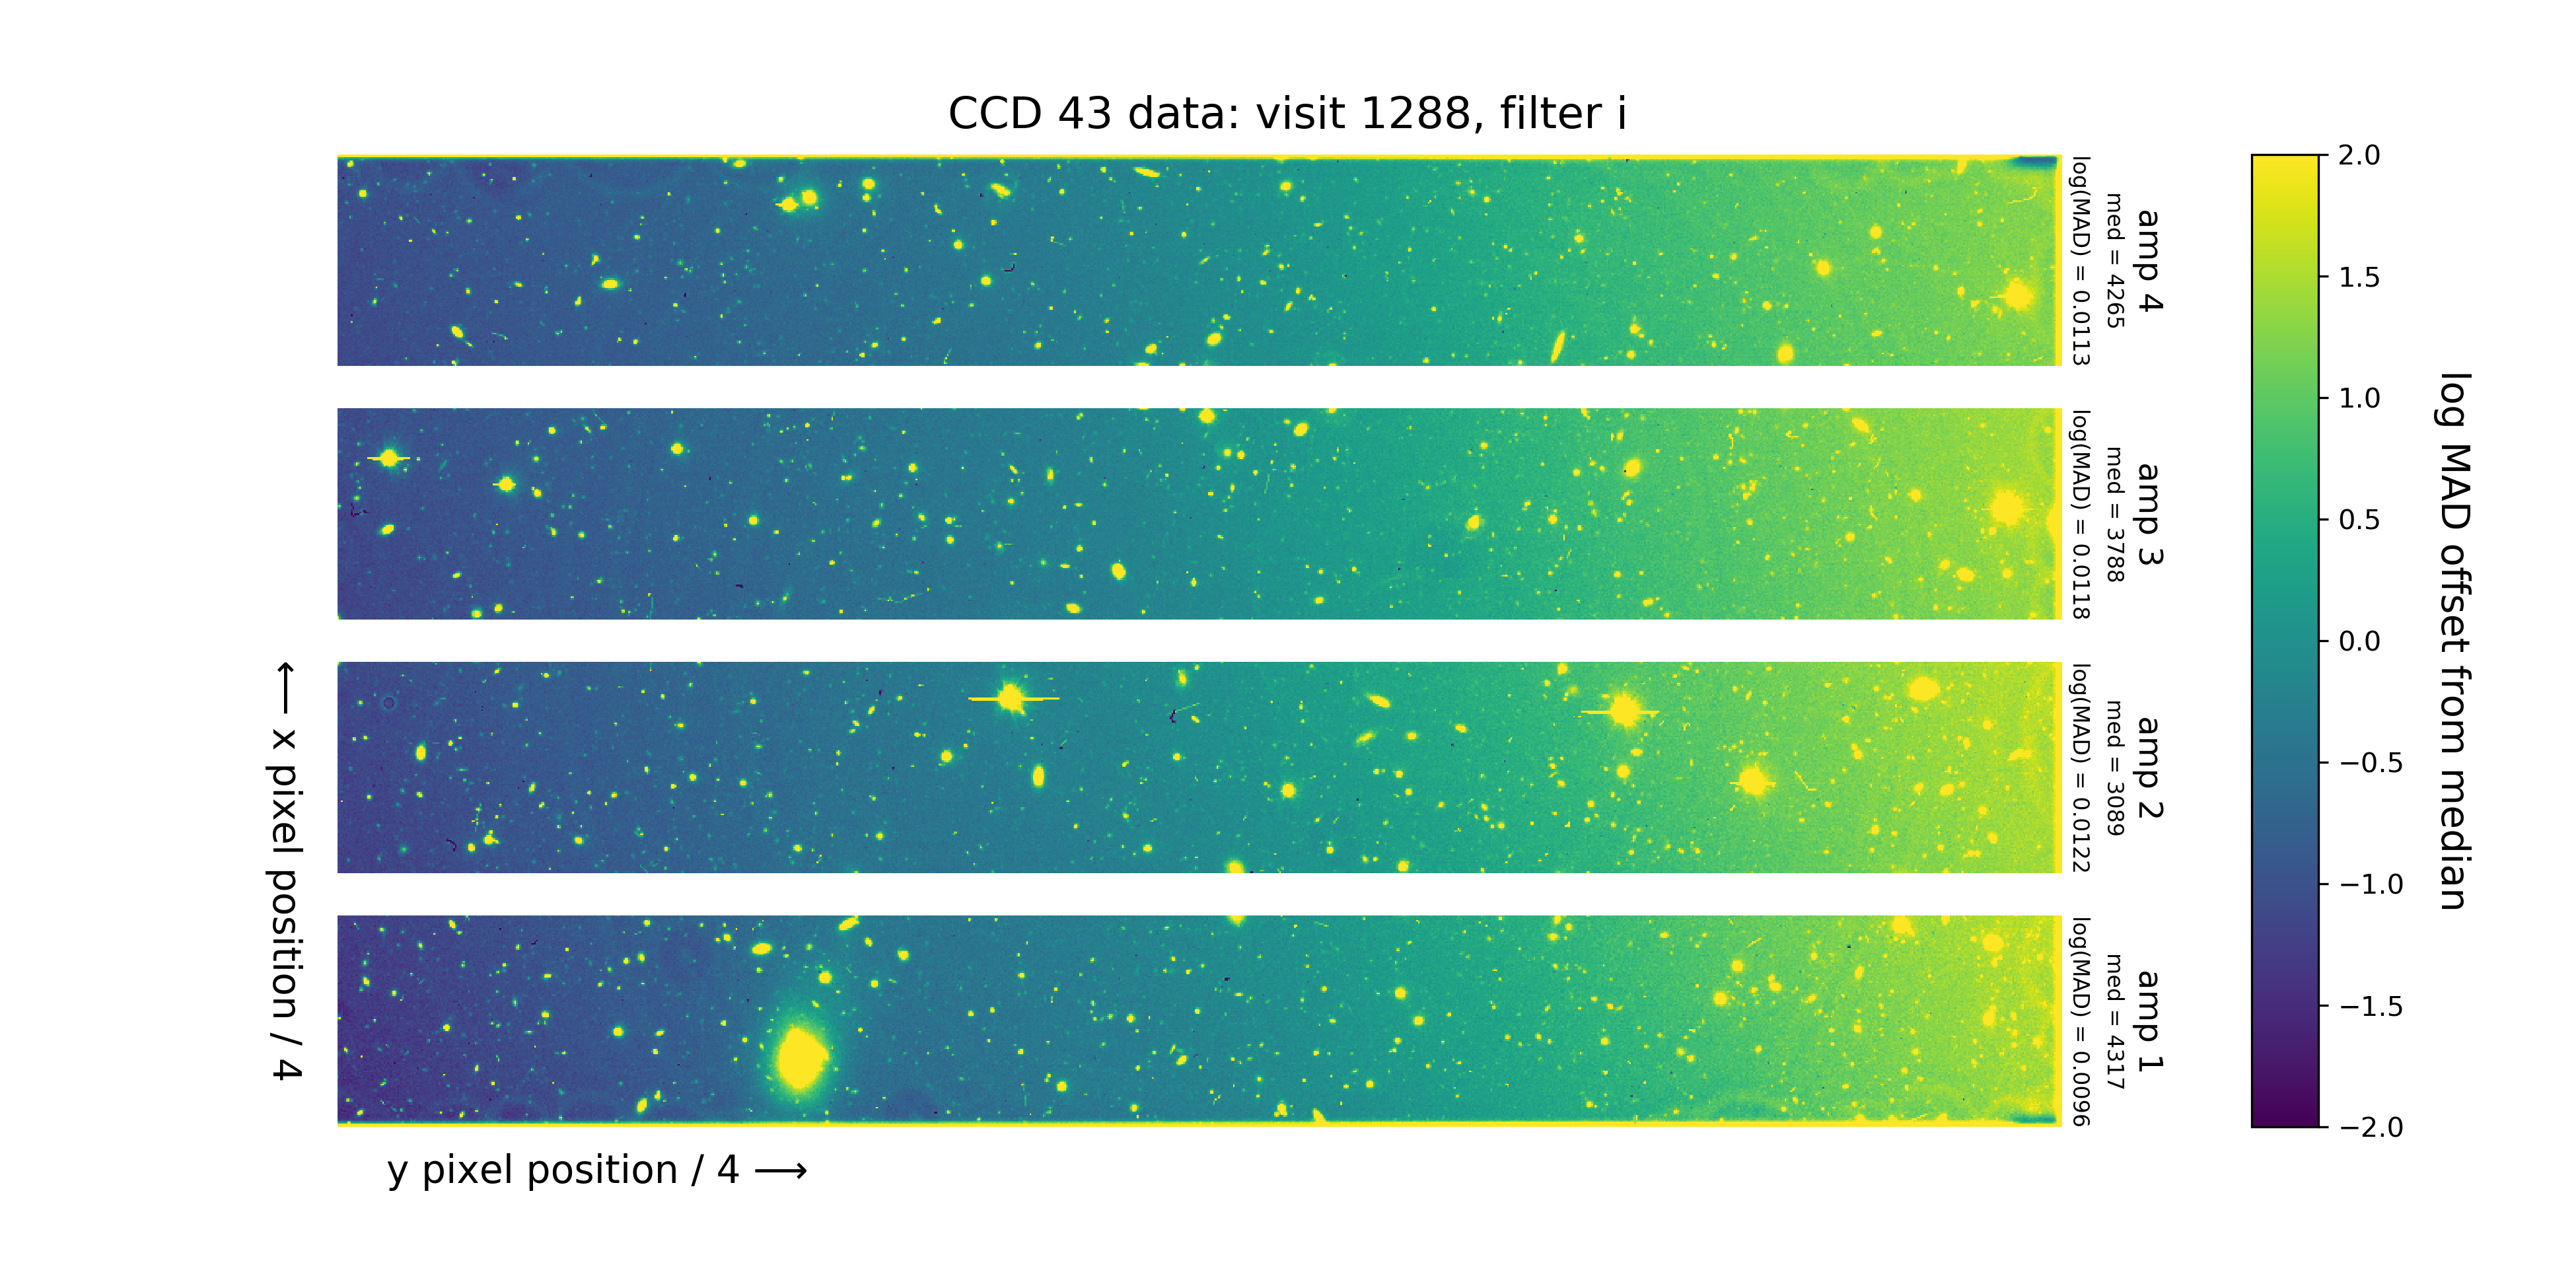 CCD 43 data: visit 1288, filter i
amp 4
med = 4265
log(MAD) = 0.0113
amp 3
med = 3788
log(MAD) = 0.0118
amp 2
med = 3089
log(MAD) = 0.0122
amp 1
med = 4317
log(MAD) = 0.0096
⟵ x pixel position / 4
y pixel position / 4 ⟶
2.0
1.5
1.0
0.5
0.0
−0.5
−1.0
−1.5
−2.0
log MAD offset from median